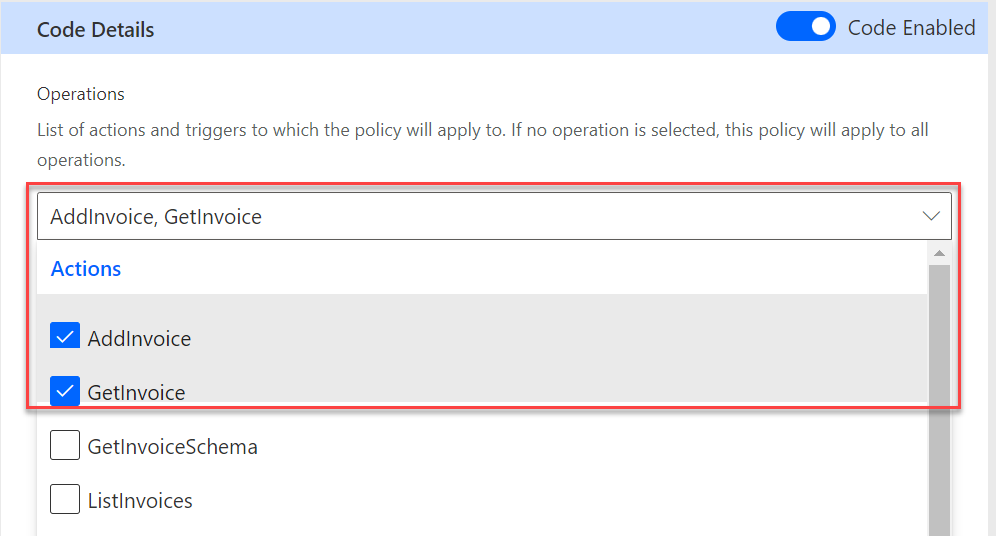 Code Details
Code Enabled
Operations
List of actions and triggers to which the policy will apply to. If no operation is selected, this policy will apply to all
operations.
AddInvoice, GetInvoice
Actions
AddInvoice
GetInvoice
GetInvoiceSchema
ListInvoices